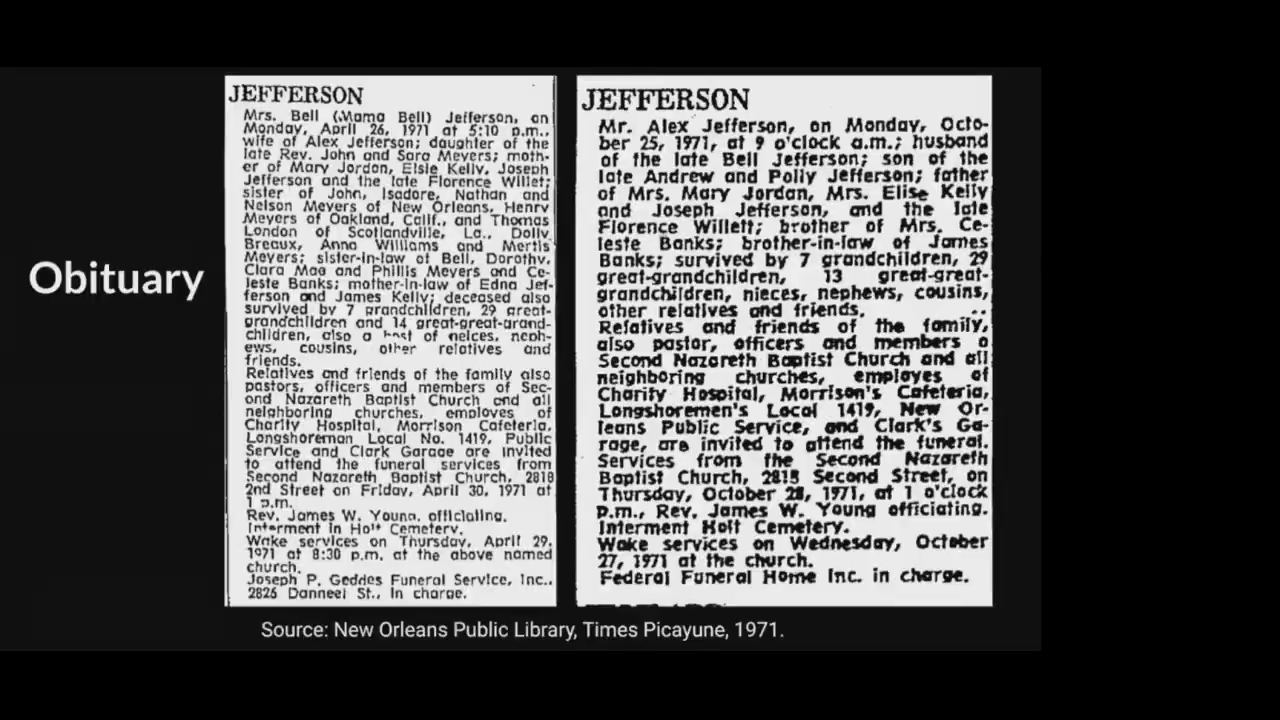 Obituary
JEFFERSON
Mrs. Bell (Mama Bell) Jefferson, on
Monday, April 26, 1971 at 5:10 p.m.,
wife of Alex Jefferson; daughter of the
late Rev. John and Sara Meyers; moth-
er of Mary Jordan, Elsie Kelly, Joseph
Jefferson and the late Florence Willet;
sister of John, Isadore, Nathan and
Nelson Meyers of New Orleans, Henry
Meyers of Oakland, Calif., and Thomas
London of Scotlandville, La., Dolly
Breaux, Anna Williams and Mertis
Meyers; sister-in-law of Bell, Dorothy,
Clara Mae and Phillis Meyers and Ce-
leste Banks; mother-in-law of Edna Jef-
ferson and James Kelly; deceased also
survived by 7 grandchildren, 29 great-
grandchildren and 14 great-great-grand-
children, also a host of neices, neph-
ews, cousins, other relatives and
friends.
Relatives and friends of the family also
pastors, officers and members of Sec-
ond Nazareth Baptist Church and all
neighboring churches, employes of
Charity Hospital, Morrison Cafeteria,
Longshoreman Local No. 1419, Public
Service and Clark Garage are invited
to attend the funeral services from
Second Nazareth Baptist Church, 2818
2nd Street on Friday, April 30, 1971 at
1 p.m.
Rev. James W. Young, officiating.
Interment in Holt Cemetery.
Wake services on Thursday, April 29,
1971 at 8:30 p.m. at the above named
church.
Joseph P. Geddes Funeral Service, Inc.,
2826 Danneel St., in charge.
JEFFERSON
Mr. Alex Jefferson, on Monday, Octo-
ber 25, 1971, at 9 o'clock a.m.; husband
of the late Bell Jefferson; son of the
late Andrew and Polly Jefferson; father
of Mrs. Mary Jordan, Mrs. Elise Kelly
and Joseph Jefferson, and the late
Florence Willett; brother of Mrs. Ce-
leste Banks; brother-in-law of James
Banks; survived by 7 grandchildren, 29
great-grandchildren, 13 great-great-
grandchildren, nieces, nephews, cousins,
other relatives and friends.
Relatives and friends of the family,
also pastor, officers and members o
Second Nazareth Baptist Church and all
neighboring churches, employes of
Charity Hospital, Morrison's Cafeteria,
Longshoremen's Local 1419, New Or-
leans Public Service, and Clark's Ga-
rage, are invited to attend the funeral.
Services from the Second Nazareth
Baptist Church, 2815 Second Street, on
Thursday, October 28, 1971, at 1 o'clock
p.m., Rev. James W. Young officiating.
Interment Holt Cemetery.
Wake services on Wednesday, October
27, 1971 at the church.
Federal Funeral Home Inc. in charge.
Source: New Orleans Public Library, Times Picayune, 1971.